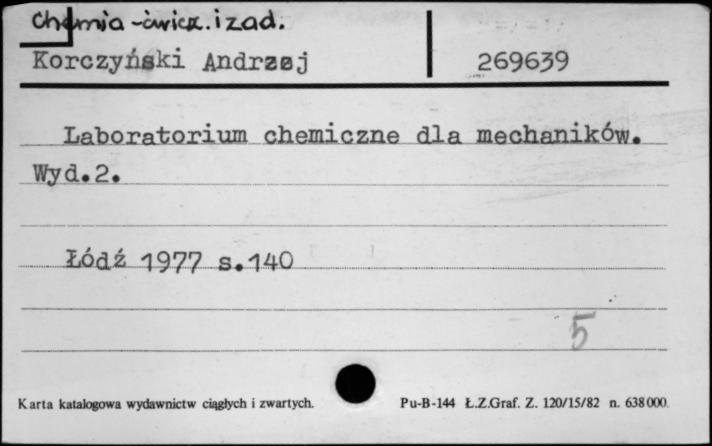 Chemia - ćwicz. i zad.
Korczyński Andrzej 269639
Laboratorium chemiczne dla mechaników.
Wyd.2.
Łódź 1977 s.140
5
Karta katalogowa wydawnictw ciągłych i zwartych. Pu-B-144 Ł.Z.Graf. Z. 120/15/82 n. 638000.